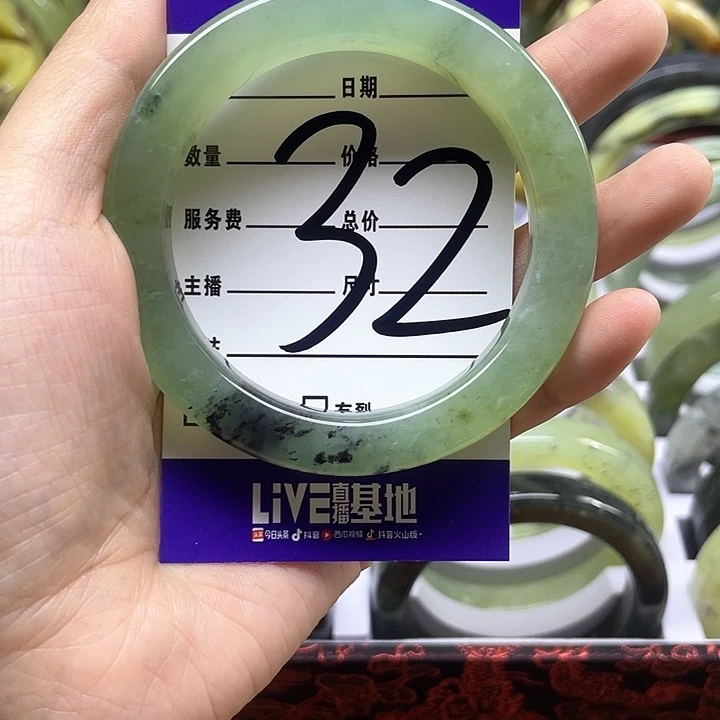 日期
数量 价格
服务费 总价
主播 尺寸
32
有裂
LIVE直播基地
头条 今日头条 抖音 西瓜视频 抖音火山版